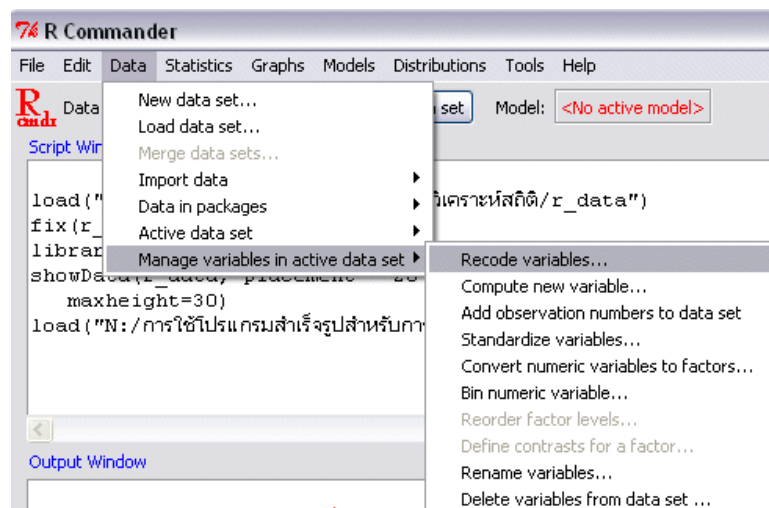 R Commander
File Edit Data Statistics Graphs Models Distributions Tools Help
R cmdr Data set Model: <No active model>
New data set...
Load data set...
Merge data sets...
Import data
Data in packages
Active data set
Manage variables in active data set
Recode variables...
Compute new variable...
Add observation numbers to data set
Standardize variables...
Convert numeric variables to factors...
Bin numeric variable...
Reorder factor levels...
Define contrasts for a factor...
Rename variables...
Delete variables from data set ...
Script Win
load(" วิเคราะห์สถิติ/r_data")
fix(r_
librar
maxheight=30)
load("N:/การใช้โปรแกรมสำเร็จรูปสำหรับกา
Output Window